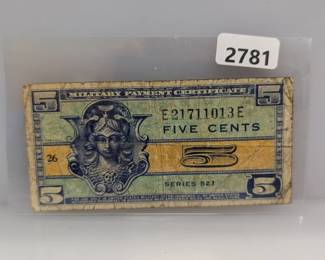 2781
5 MILITARY PAYMENT CERTIFICATE 5
E21711013E
FIVE CENTS
26
5
SERIES 521
5 5